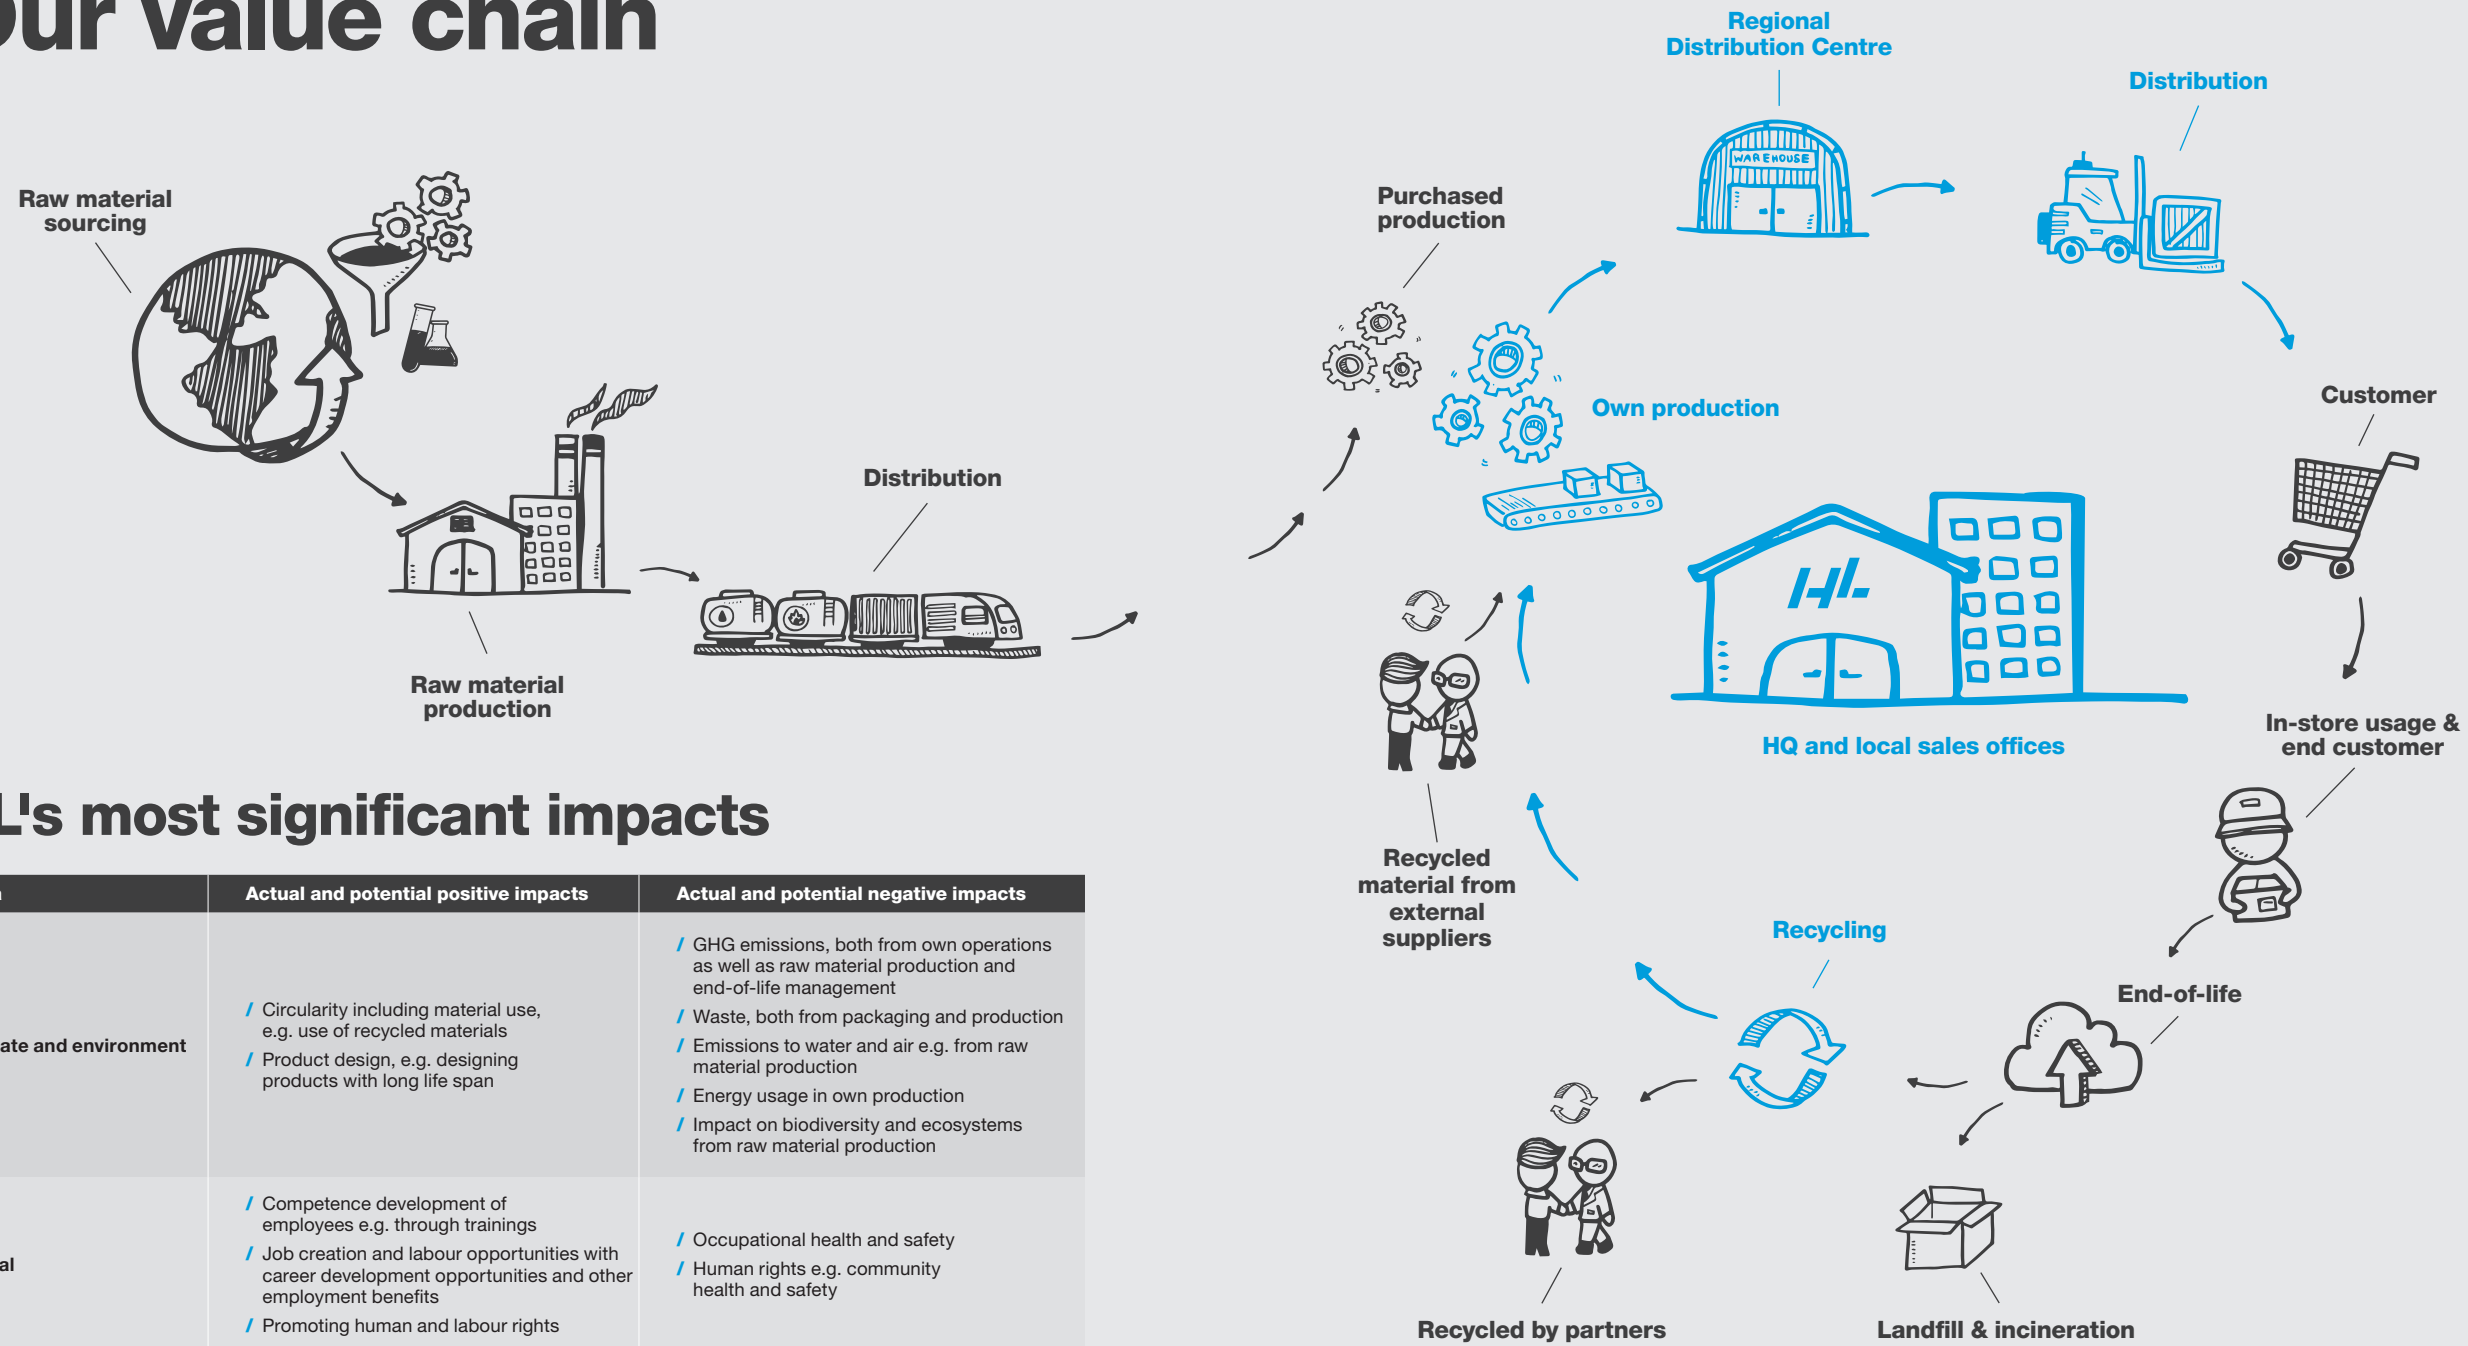 Our value chain
Raw material
sourcing
Raw material
production
Distribution
Purchased
production
Own production
Regional
Distribution Centre
WAREHOUSE
Distribution
Customer
In-store usage &
end customer
HL
HQ and local sales offices
Recycled
material from
external
suppliers
Recycling
End-of-life
Recycled by partners
Landfill & incineration
L's most significant impacts
Actual and potential positive impacts
Actual and potential negative impacts
ate and environment
/ Circularity including material use,
e.g. use of recycled materials
/ Product design, e.g. designing
products with long life span
/ GHG emissions, both from own operations
as well as raw material production and
end-of-life management
/ Waste, both from packaging and production
/ Emissions to water and air e.g. from raw
material production
/ Energy usage in own production
/ Impact on biodiversity and ecosystems
from raw material production
al
/ Competence development of
employees e.g. through trainings
/ Job creation and labour opportunities with
career development opportunities and other
employment benefits
/ Promoting human and labour rights
/ Occupational health and safety
/ Human rights e.g. community
health and safety